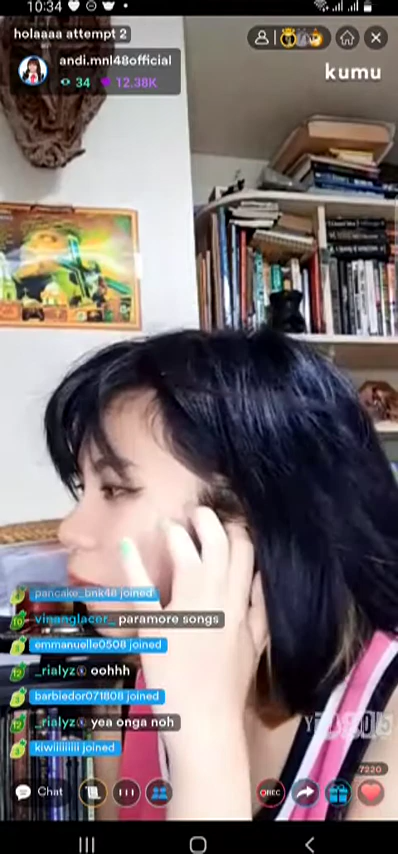 10:34
holaaaa attempt 2
andi.mnl48official
34 12.38K
kumu
pancake_bnk48 joined
vinanglacer_ paramore songs
emmanuelle0508 joined
_rialyz oohhh
barbiedor071808 joined
_rialyz yea onga noh
kiwiiiiiiiii joined
7220
Chat
REC